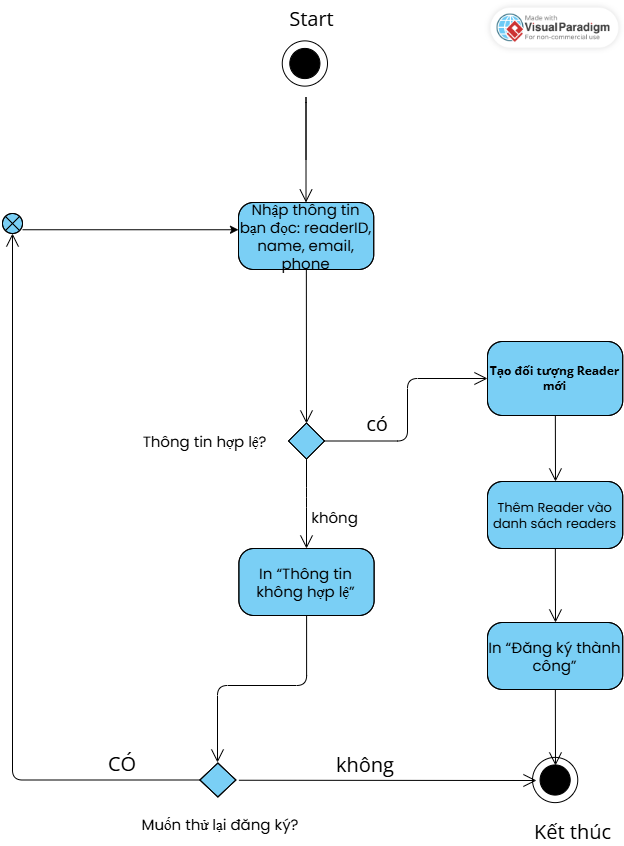 Start
Made with
VisualParadigm
For non-commercial use
Nhập thông tin
bạn đọc: readerID,
name, email,
phone
Tạo đối tượng Reader
mới
có
Thông tin hợp lệ?
Thêm Reader vào
danh sách readers
không
In “Thông tin
không hợp lệ”
In “Đăng ký thành
công”
CÓ
không
Muốn thử lại đăng ký?
Kết thúc